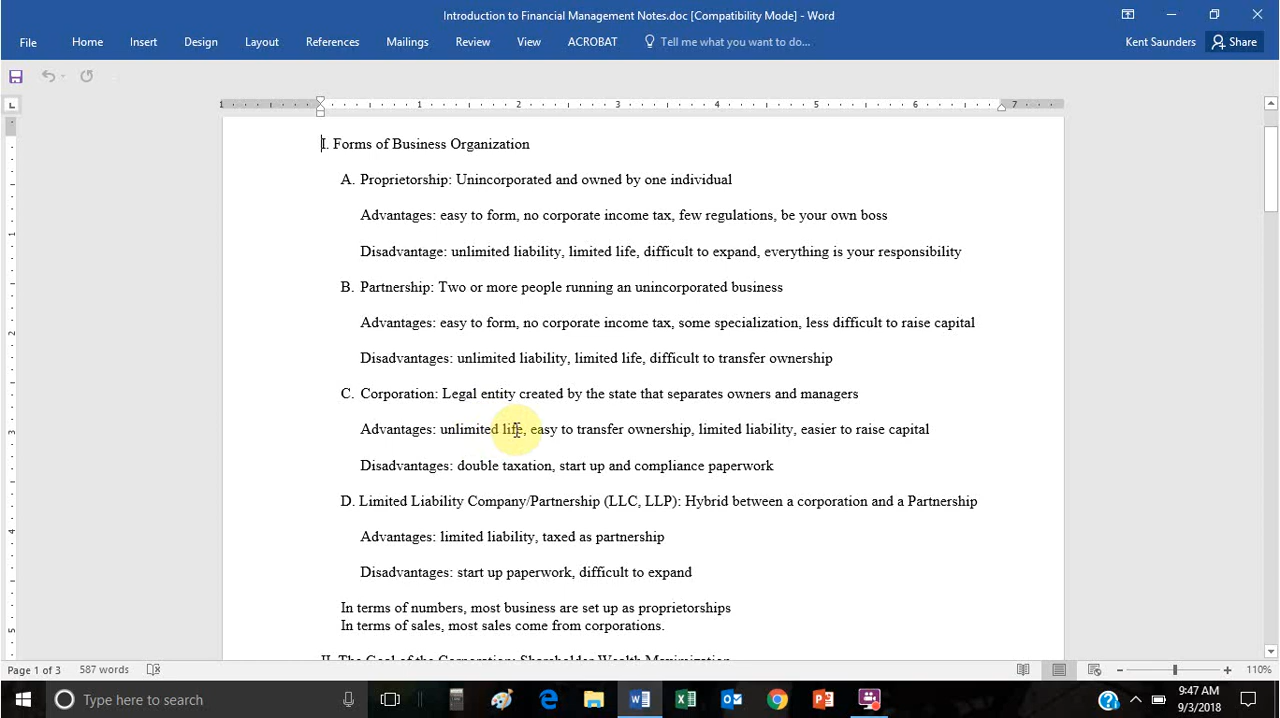 Introduction to Financial Management Notes.doc [Compatibility Mode] - Word
File Home Insert Design Layout References Mailings Review View ACROBAT Tell me what you want to do... Kent Saunders Share
1 1 2 3 4 5 6 7
I. Forms of Business Organization
A. Proprietorship: Unincorporated and owned by one individual
Advantages: easy to form, no corporate income tax, few regulations, be your own boss
Disadvantage: unlimited liability, limited life, difficult to expand, everything is your responsibility
B. Partnership: Two or more people running an unincorporated business
Advantages: easy to form, no corporate income tax, some specialization, less difficult to raise capital
Disadvantages: unlimited liability, limited life, difficult to transfer ownership
C. Corporation: Legal entity created by the state that separates owners and managers
Advantages: unlimited life, easy to transfer ownership, limited liability, easier to raise capital
Disadvantages: double taxation, start up and compliance paperwork
D. Limited Liability Company/Partnership (LLC, LLP): Hybrid between a corporation and a Partnership
Advantages: limited liability, taxed as partnership
Disadvantages: start up paperwork, difficult to expand
In terms of numbers, most business are set up as proprietorships
In terms of sales, most sales come from corporations.
II. The Goal of the Corporation: Shareholder Wealth Maximization
Page 1 of 3 587 words 110%
Type here to search
9:47 AM
9/3/2018